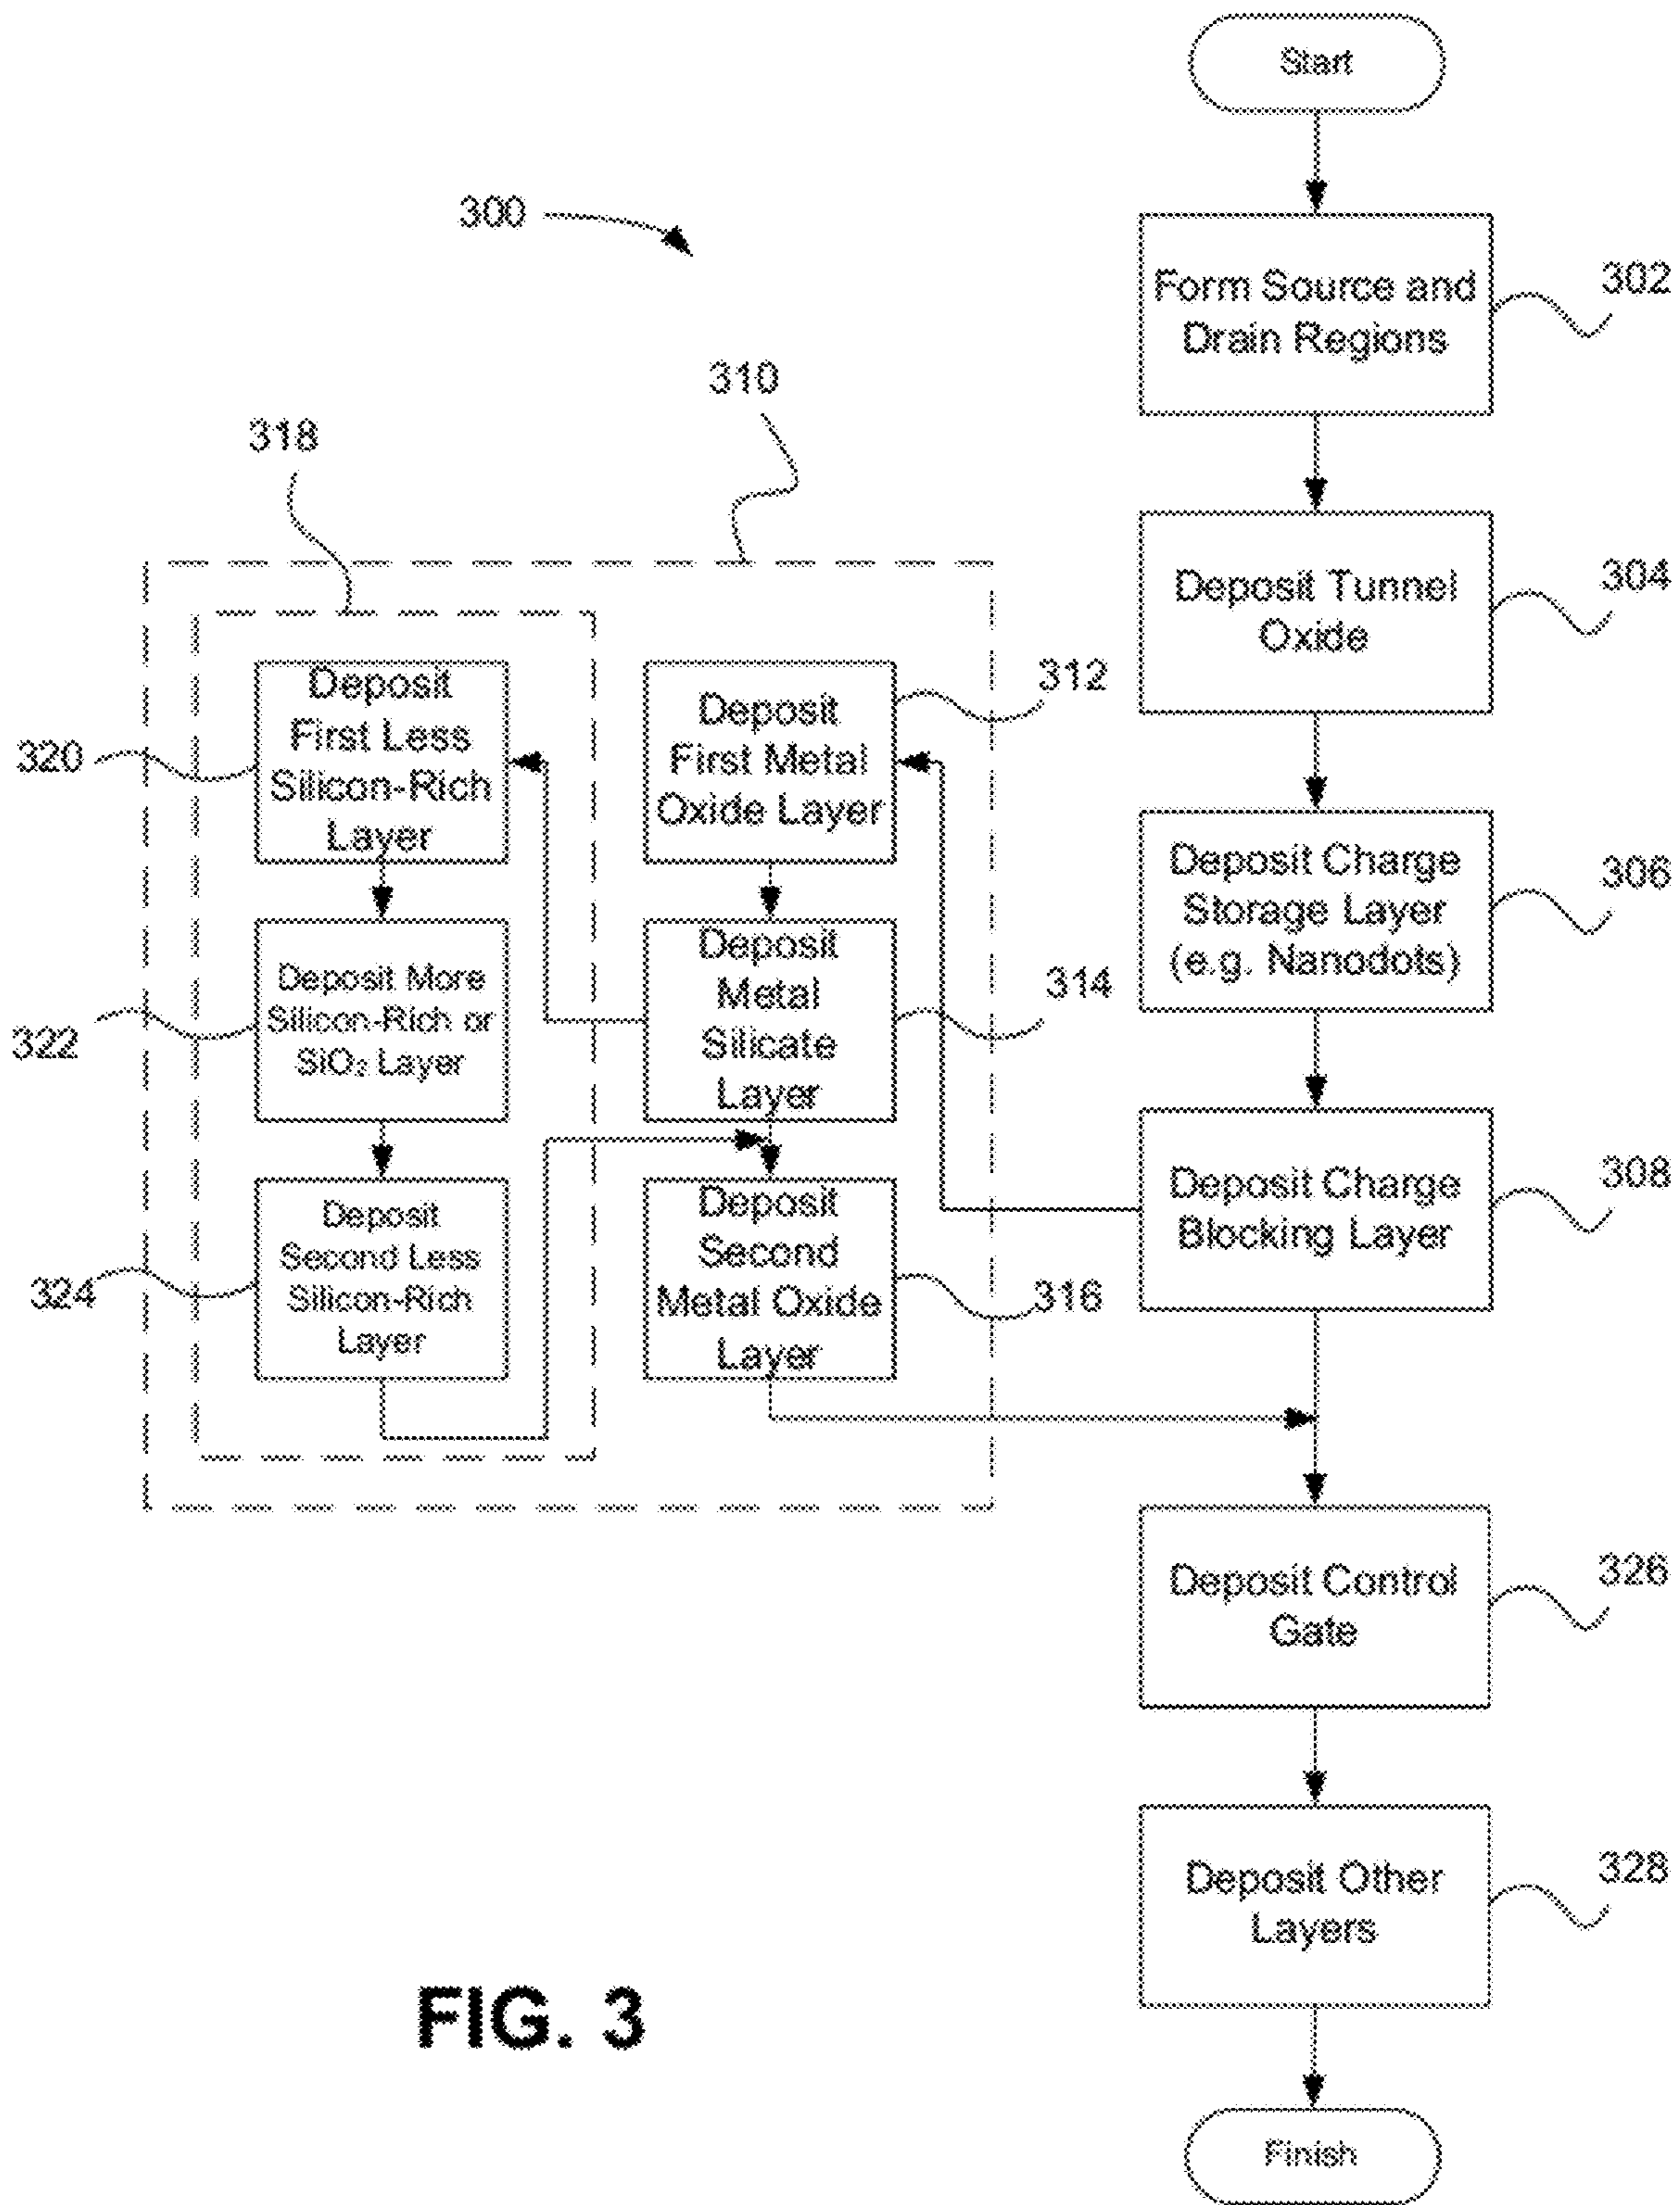 Start
300
Form Source and
Drain Regions
302
310
318
Deposit Tunnel
Oxide
304
Deposit
First Less
Silicon-Rich
Layer
320
Deposit
First Metal
Oxide Layer
312
Deposit Charge
Storage Layer
(e.g. Nanodots)
306
Deposit More
Silicon-Rich or
SiO₂ Layer
322
Deposit
Metal
Silicate
Layer
314
Deposit Charge
Blocking Layer
308
Deposit
Second Less
Silicon-Rich
Layer
324
Deposit
Second
Metal Oxide
Layer
316
Deposit Control
Gate
326
Deposit Other
Layers
328
FIG. 3
Finish